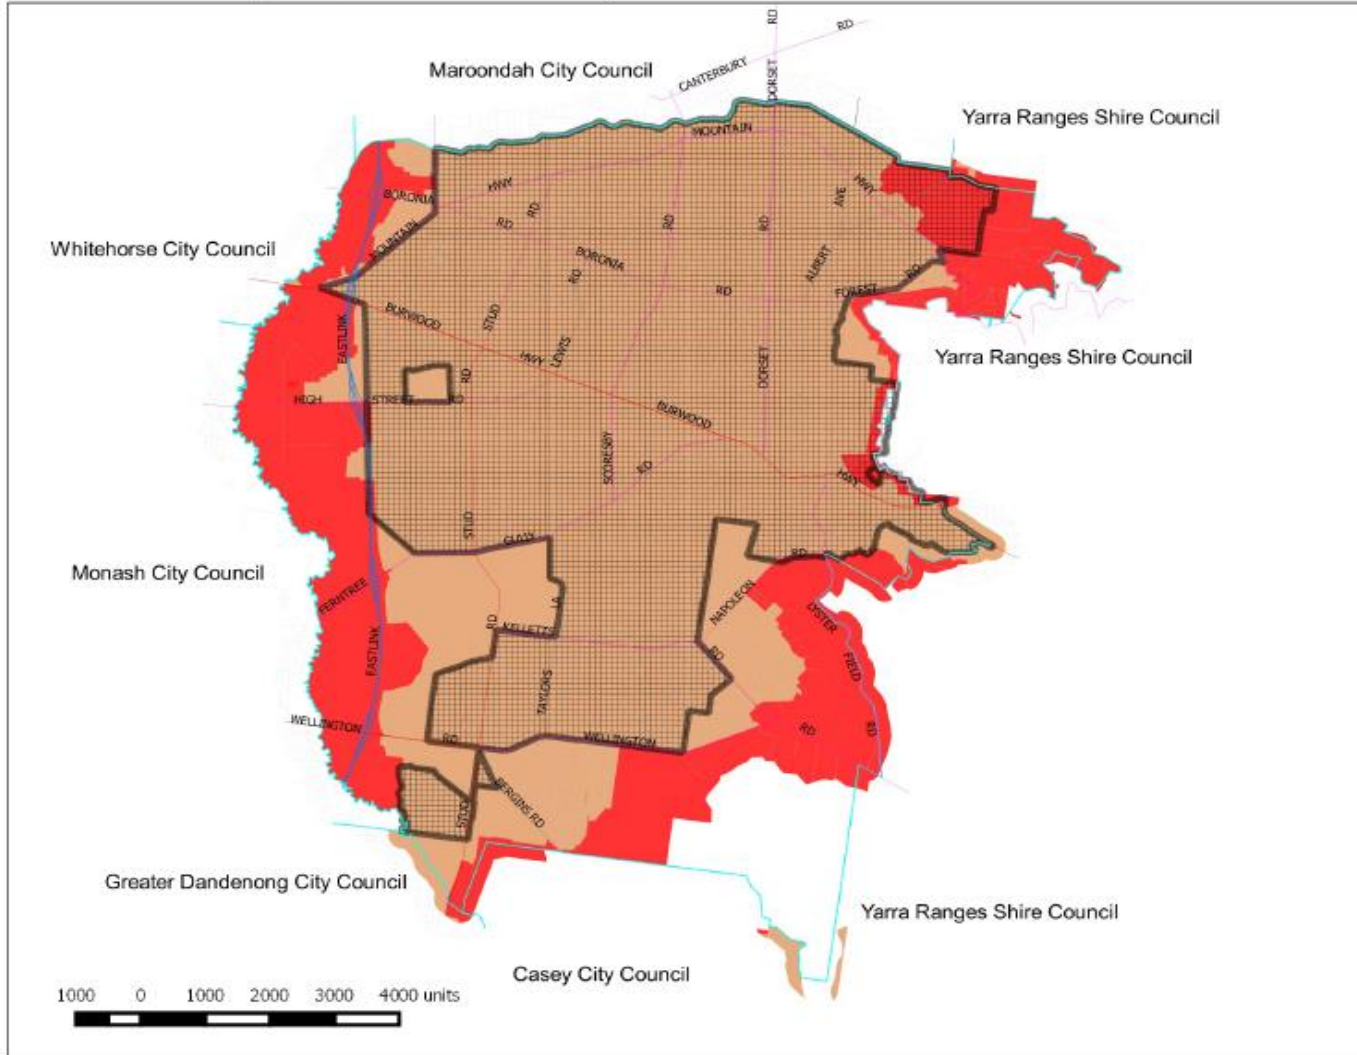 RD
RD
CANTERBURY
DORSET
Maroondah City Council
Yarra Ranges Shire Council
MOUNTAIN
HWY
BORONIA
HWY
AVE
RD
RD
RD
RD
MOUNTAIN
Whitehorse City Council
BORONIA
ALBERT
RD
RD
RD
FOREST
BURWOOD
STUD
EASTLINK
HWY
LEWIS
Yarra Ranges Shire Council
DORSET
RD
HIGH
STREET
RD
BURWOOD
SCORESBY
RD
HWY
STUD
RD
Monash City Council
FERNTREE
NAPOLEON
LA
LYSTER
RD
KELLETTS
EASTLINK
RD
FIELD
TAYLORS
WELLINGTON
RD
WELLINGTON
RD
RD
BERGINS RD
STUD
Greater Dandenong City Council
Yarra Ranges Shire Council
Casey City Council
1000 0 1000 2000 3000 4000 units